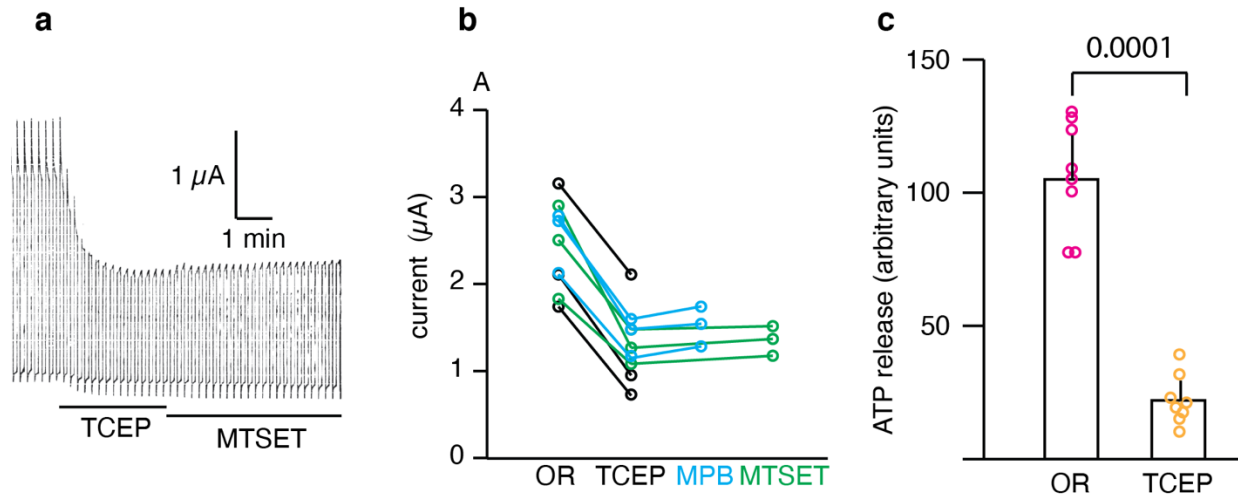 a
1 µA
1 min
TCEP
MTSET
b
A
4
3
2
1
0
current (µA)
OR TCEP MPB MTSET
c
0.0001
150
100
50
ATP release (arbitrary units)
OR TCEP